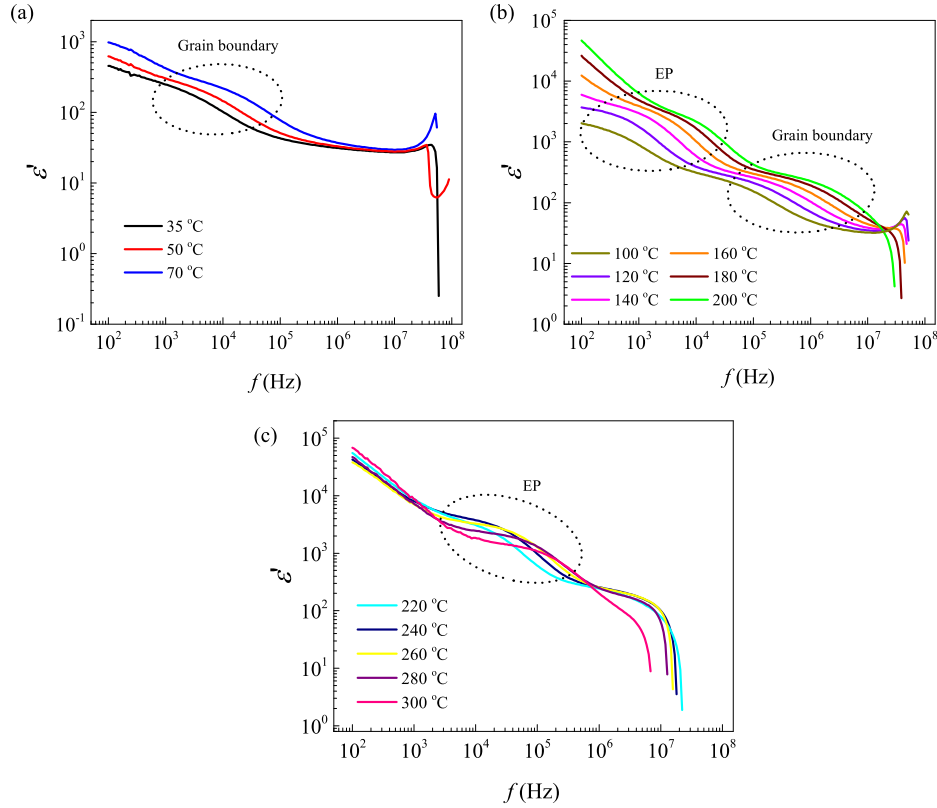 (a)
Grain boundary
10³
10²
10¹
10⁰
10⁻¹
ε'
35 °C
50 °C
70 °C
10² 10³ 10⁴ 10⁵ 10⁶ 10⁷ 10⁸
f (Hz)
(b)
EP
Grain boundary
10⁵
10⁴
10³
10²
10¹
10⁰
ε'
100 °C 160 °C
120 °C 180 °C
140 °C 200 °C
10² 10³ 10⁴ 10⁵ 10⁶ 10⁷ 10⁸
f (Hz)
(c)
EP
10⁵
10⁴
10³
10²
10¹
10⁰
ε'
220 °C
240 °C
260 °C
280 °C
300 °C
10² 10³ 10⁴ 10⁵ 10⁶ 10⁷ 10⁸
f (Hz)